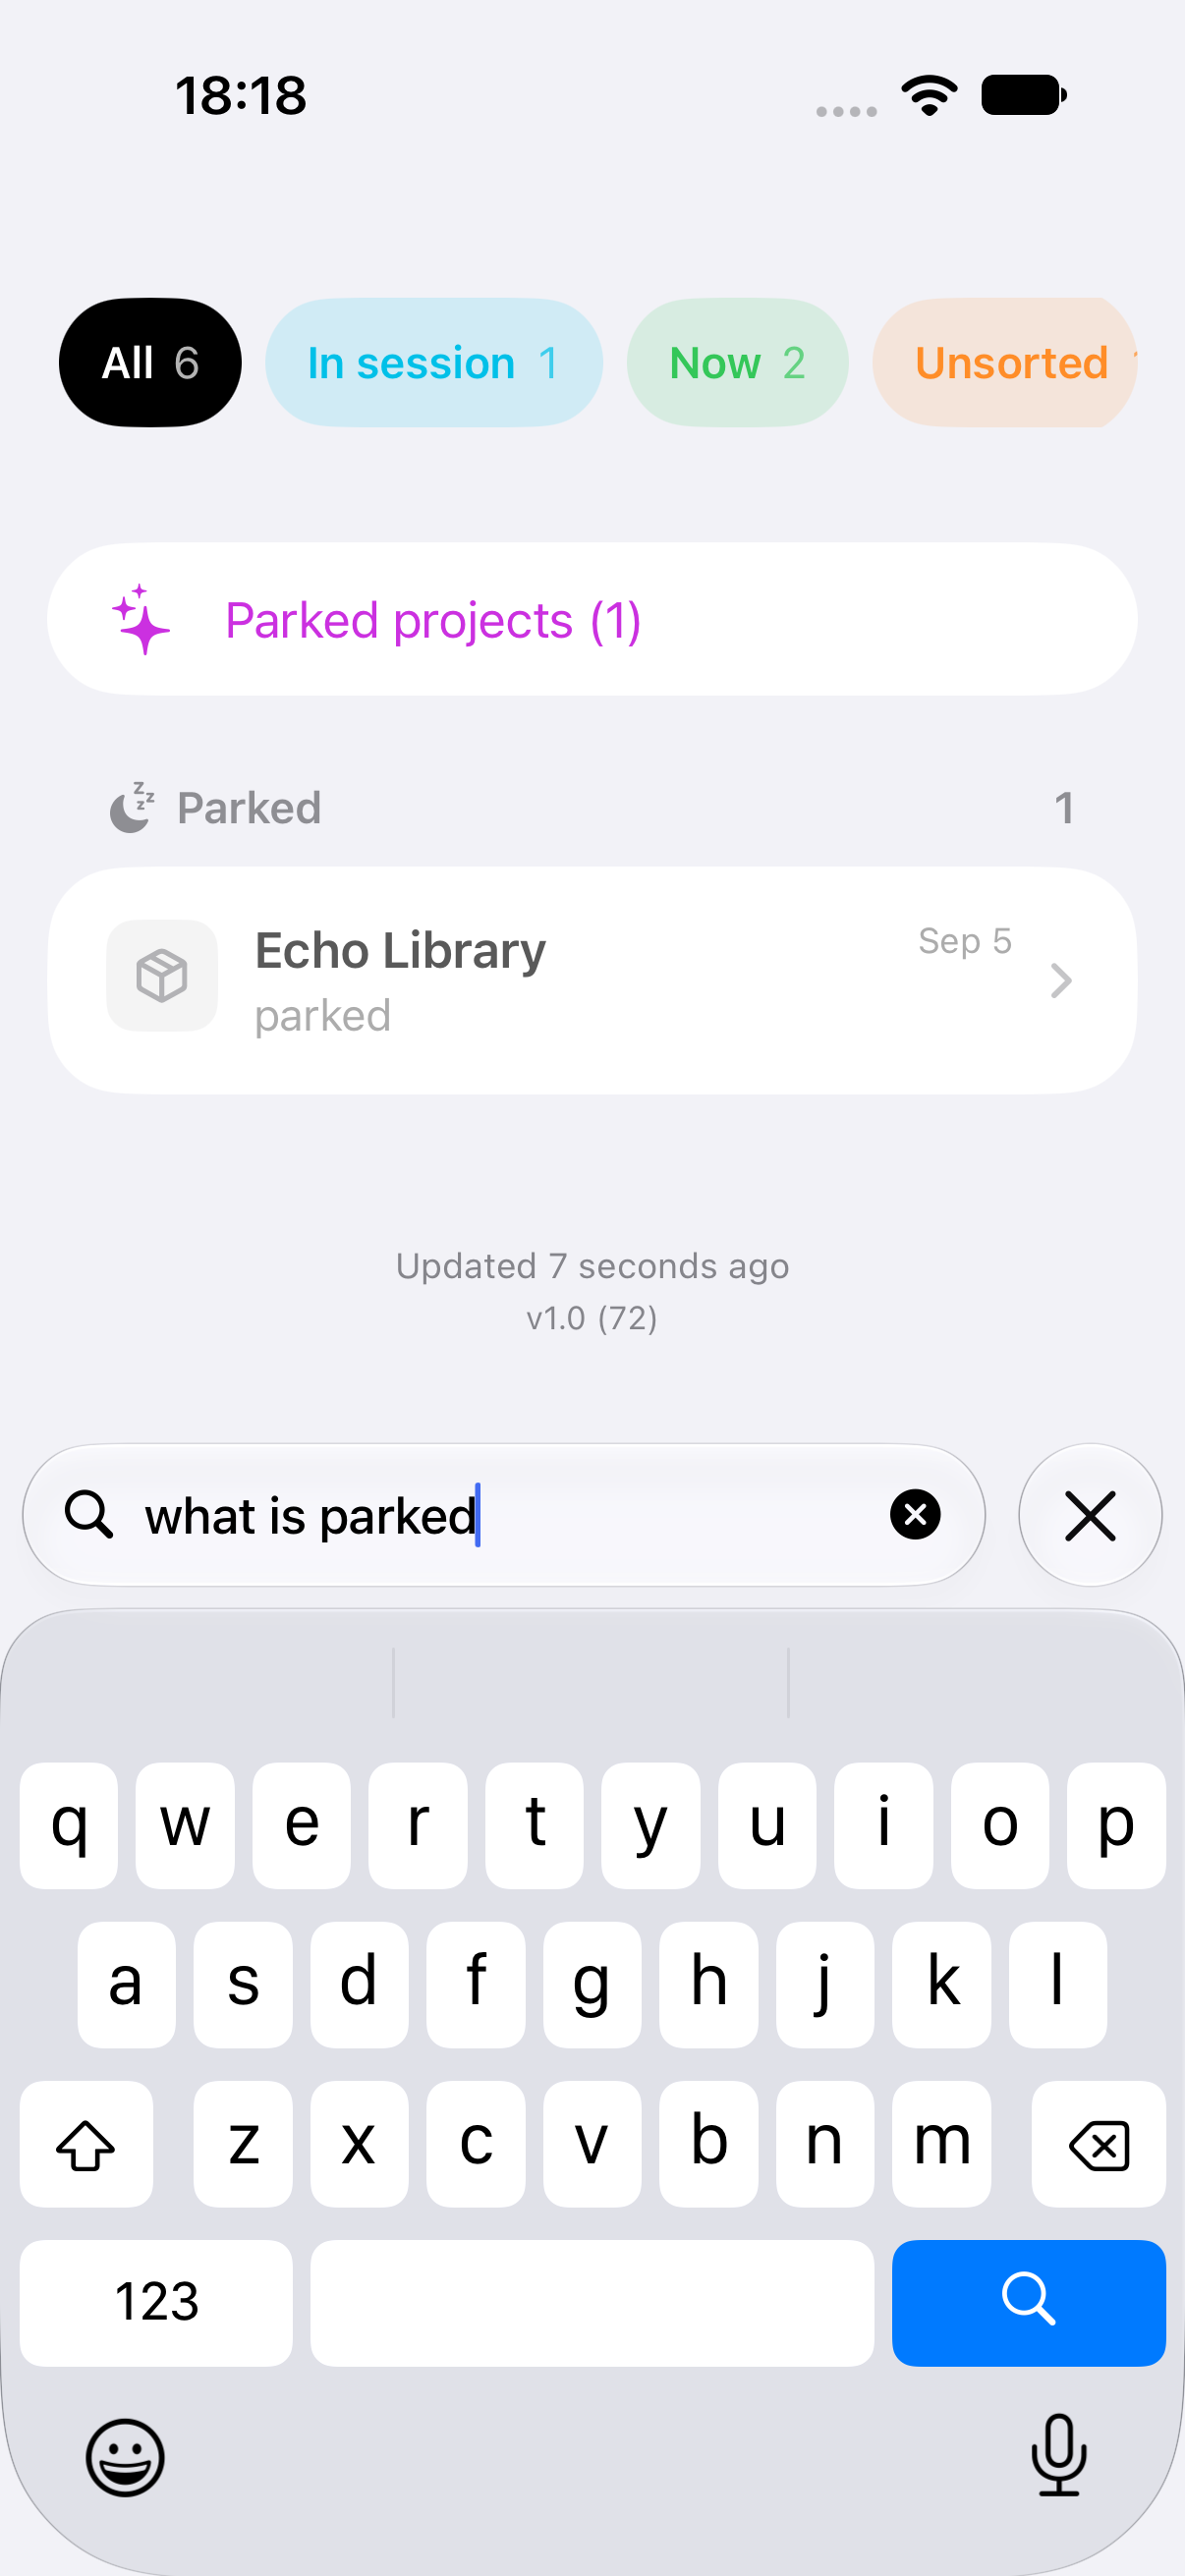 18:18
All 6
In session 1
Now 2
Unsorted
Parked projects (1)
Parked 1
Echo Library
Sep 5
parked
Updated 7 seconds ago
v1.0 (72)
what is parked
q w e r t y u i o p
a s d f g h j k l
z x c v b n m
123